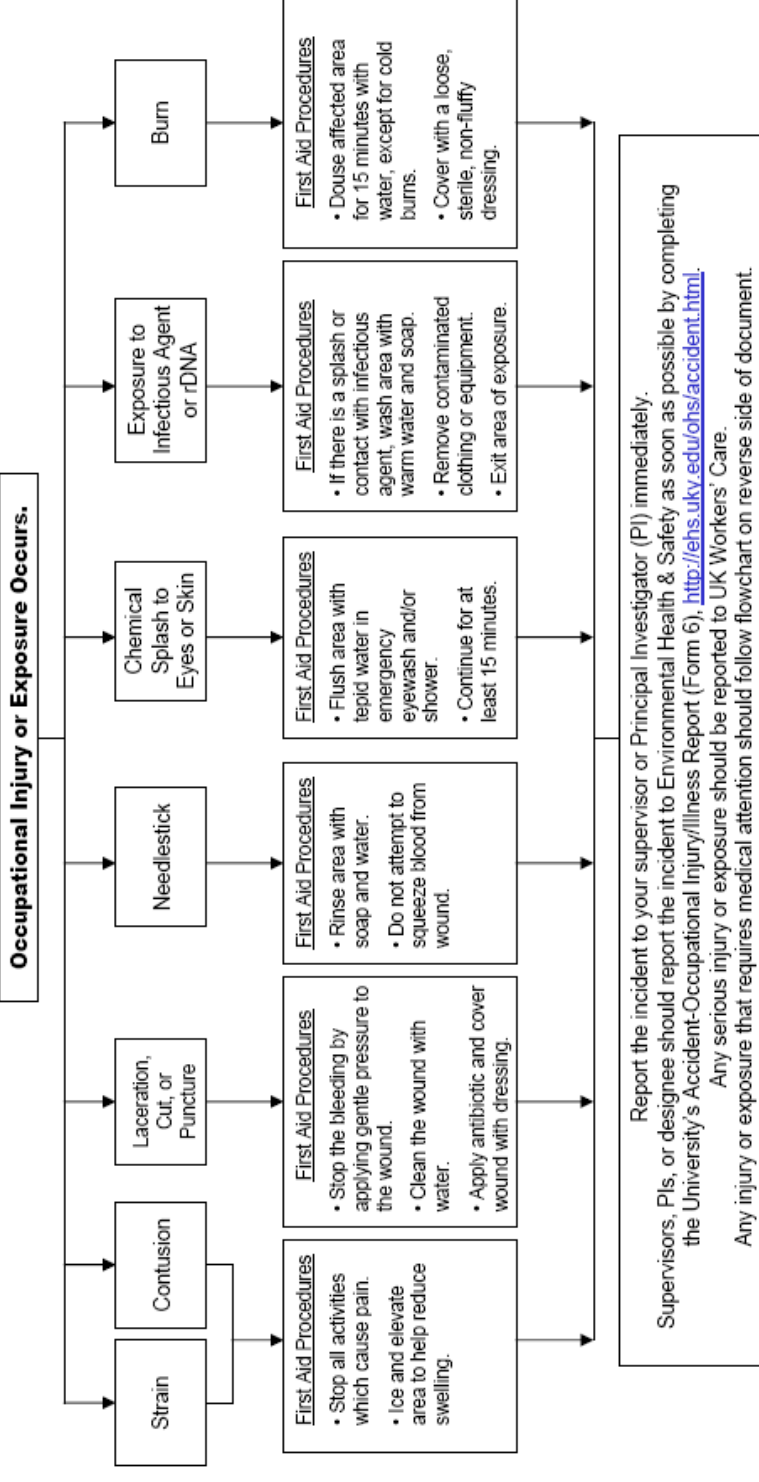 Occupational Injury or Exposure Occurs.
Strain
Contusion
Laceration,
Cut, or
Puncture
Needlestick
Chemical
Splash to
Eyes or Skin
Exposure to
Infectious Agent
or rDNA
Burn
First Aid Procedures
• Stop all activities
which cause pain.
• Ice and elevate
area to help reduce
swelling.
First Aid Procedures
• Stop the bleeding by
applying gentle pressure to
the wound.
• Clean the wound with
water.
• Apply antibiotic and cover
wound with dressing.
First Aid Procedures
• Rinse area with
soap and water.
• Do not attempt to
squeeze blood from
wound.
First Aid Procedures
• Flush area with
tepid water in
emergency
eyewash and/or
shower.
• Continue for at
least 15 minutes.
First Aid Procedures
• If there is a splash or
contact with infectious
agent, wash area with
warm water and soap.
• Remove contaminated
clothing or equipment.
• Exit area of exposure.
First Aid Procedures
• Douse affected area
for 15 minutes with
water, except for cold
burns.
• Cover with a loose,
sterile, non-fluffy
dressing.
Report the incident to your supervisor or Principal Investigator (PI) immediately.
Supervisors, PIs, or designee should report the incident to Environmental Health & Safety as soon as possible by completing
the University's Accident-Occupational Injury/Illness Report (Form 6), http://ehs.uky.edu/ohs/accident.html.
Any serious injury or exposure should be reported to UK Workers' Care.
Any injury or exposure that requires medical attention should follow flowchart on reverse side of document.